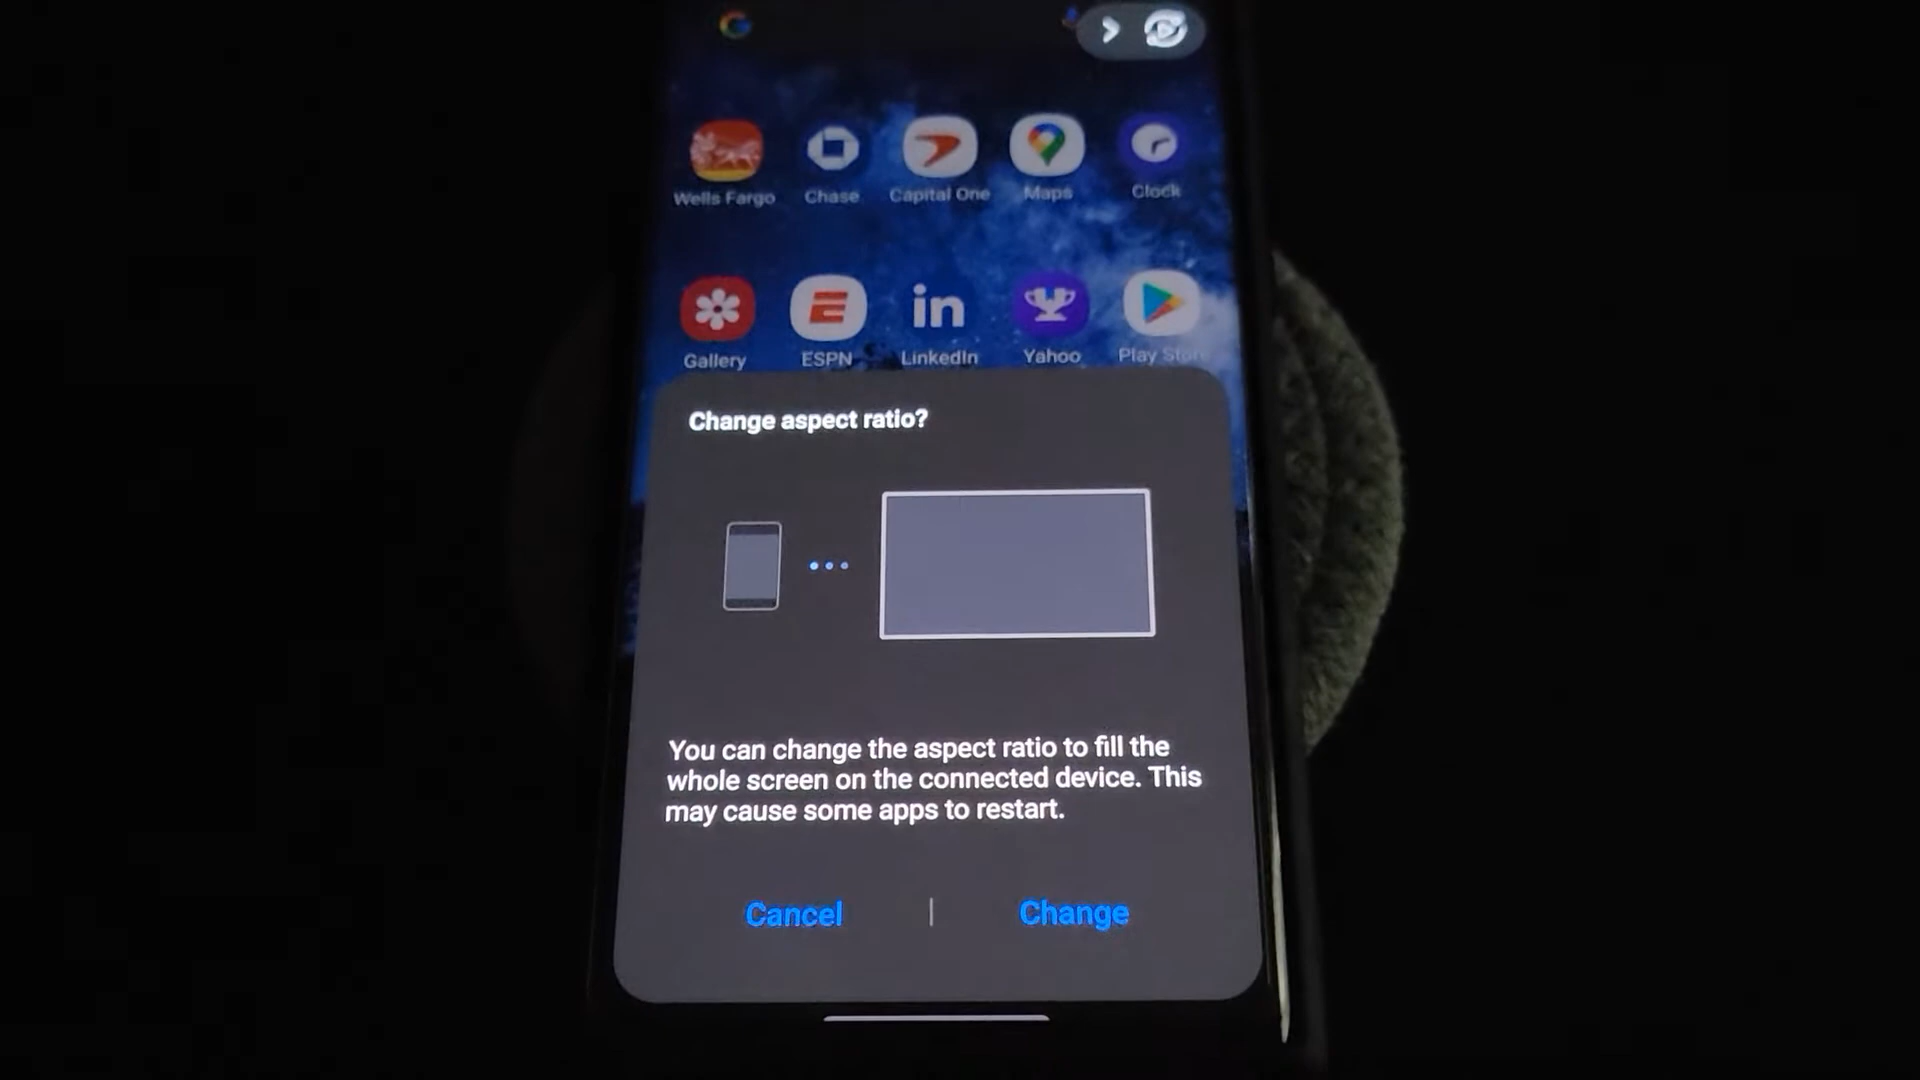 Wells Fargo Chase Capital One Maps Clock
in
Gallery ESPN LinkedIn Yahoo Play Store
Change aspect ratio?
You can change the aspect ratio to fill the
whole screen on the connected device. This
may cause some apps to restart.
Cancel | Change